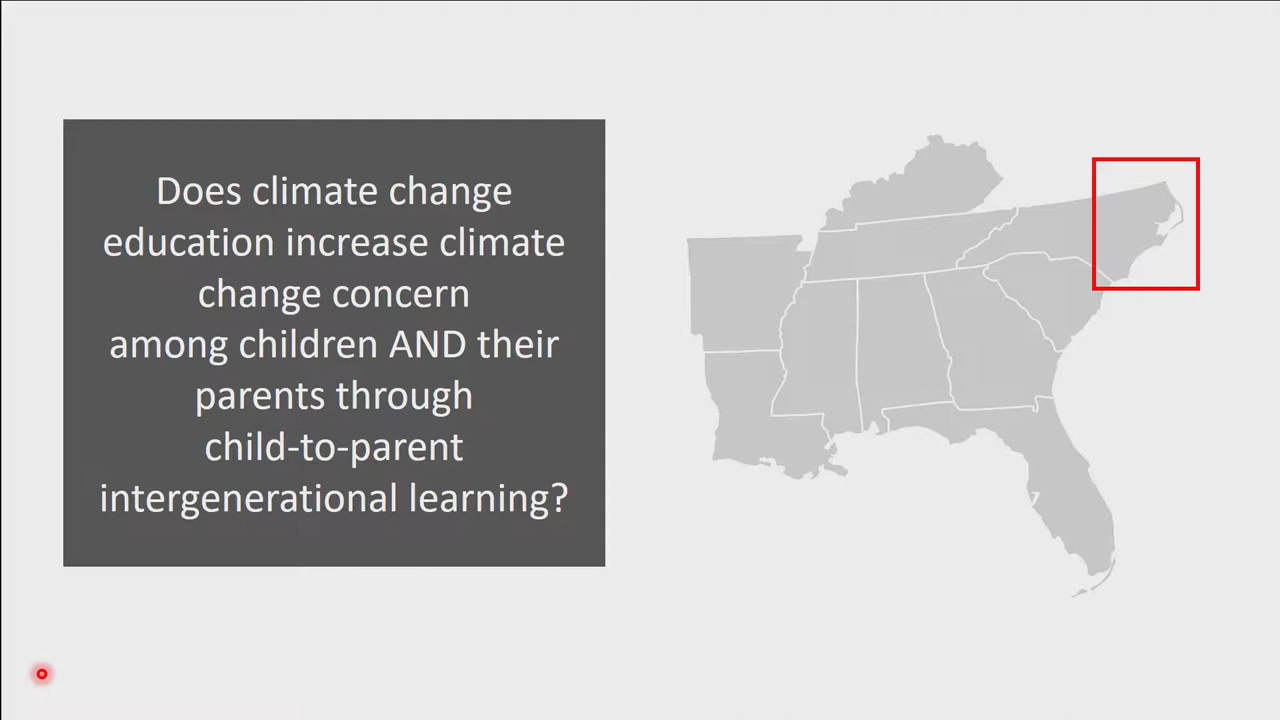 Does climate change
education increase climate
change concern
among children AND their
parents through
child-to-parent
intergenerational learning?